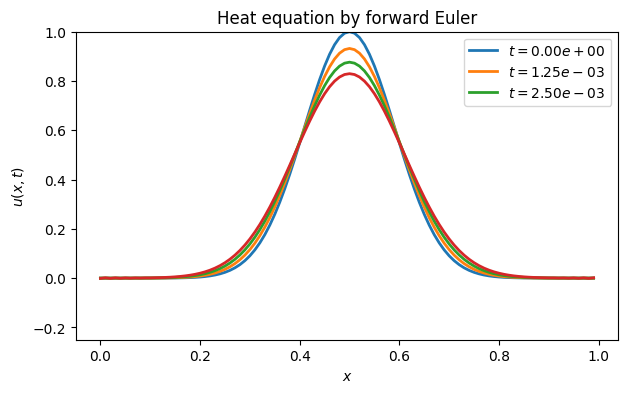 Heat equation by forward Euler
1.0
0.8
0.6
0.4
0.2
0.0
−0.2
u(x, t)
t = 0.00e + 00
t = 1.25e − 03
t = 2.50e − 03
0.0 0.2 0.4 0.6 0.8 1.0
x